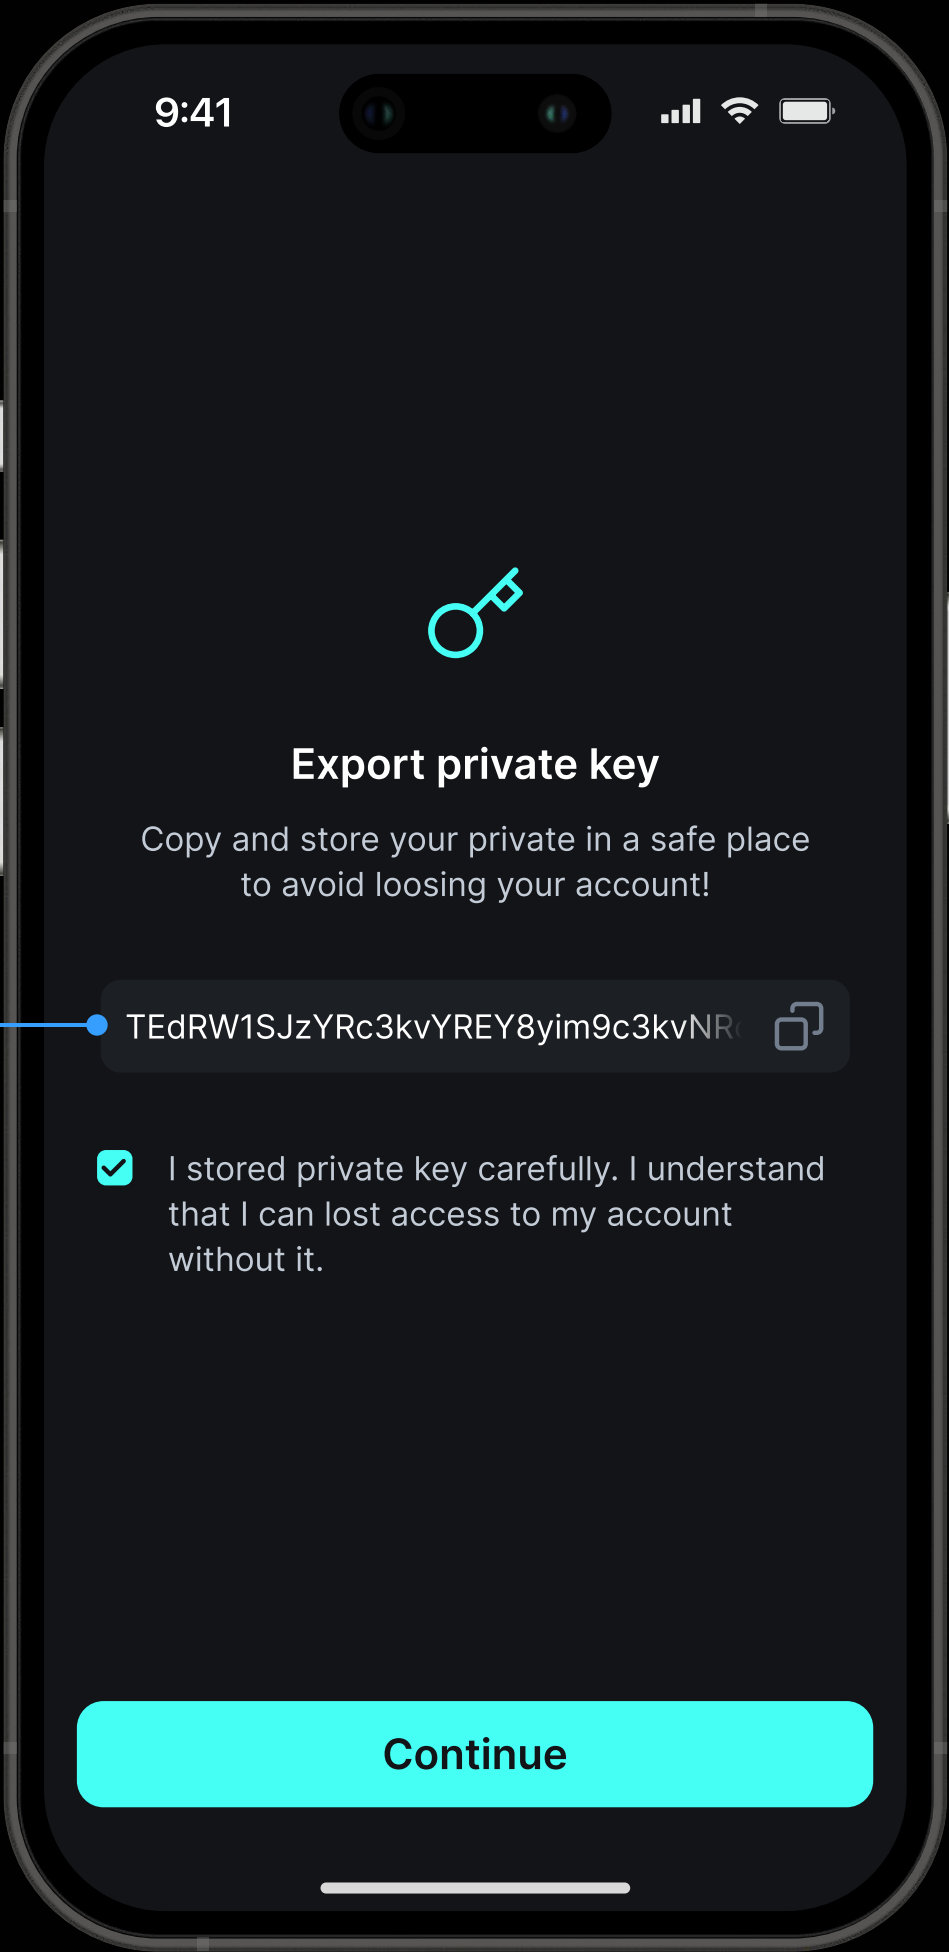 9:41
Export private key
Copy and store your private in a safe place
to avoid loosing your account!
TEdRW1SJzYRc3kvYREY8yim9c3kvNR
I stored private key carefully. I understand
that I can lost access to my account
without it.
Continue